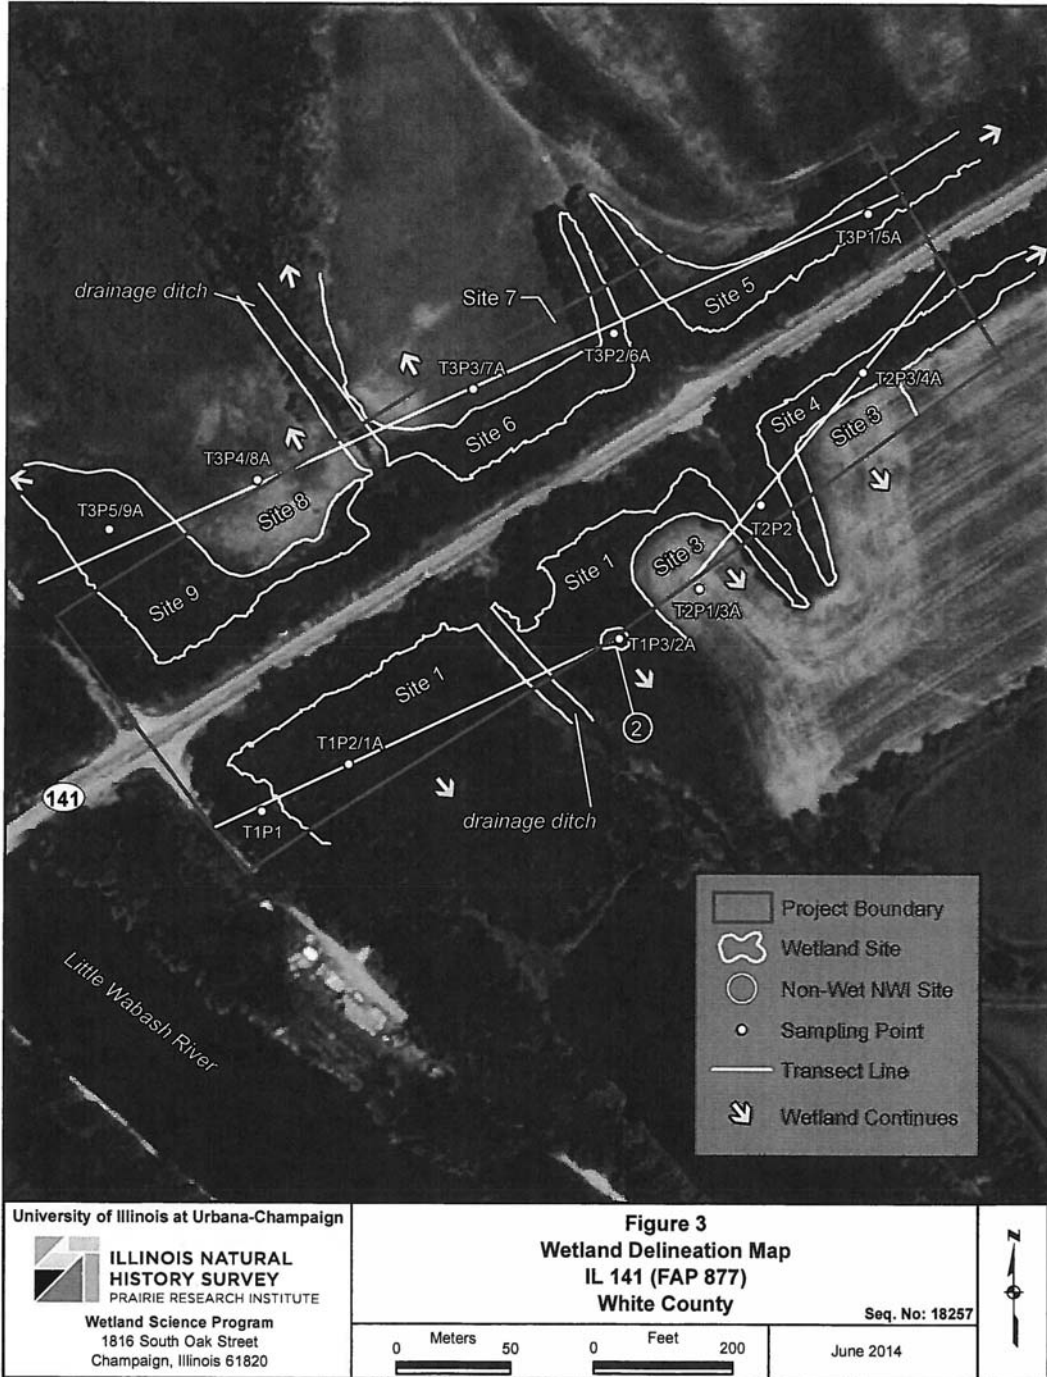 drainage ditch
Site 7
Site 5
T3P1/5A
T3P2/6A
T3P3/7A
T2P3/4A
Site 4
Site 3
Site 6
T3P4/8A
Site 8
T3P5/9A
T2P2
Site 3
Site 1
T2P1/3A
Site 9
T1P3/2A
Site 1
2
T1P2/1A
141
T1P1
drainage ditch
Little Wabash River
Project Boundary
Wetland Site
Non-Wet NWI Site
Sampling Point
Transect Line
Wetland Continues
University of Illinois at Urbana-Champaign
ILLINOIS NATURAL
HISTORY SURVEY
PRAIRIE RESEARCH INSTITUTE
Wetland Science Program
1816 South Oak Street
Champaign, Illinois 61820
Figure 3
Wetland Delineation Map
IL 141 (FAP 877)
White County
Seq. No: 18257
Meters
0 50
Feet
0 200
June 2014
N